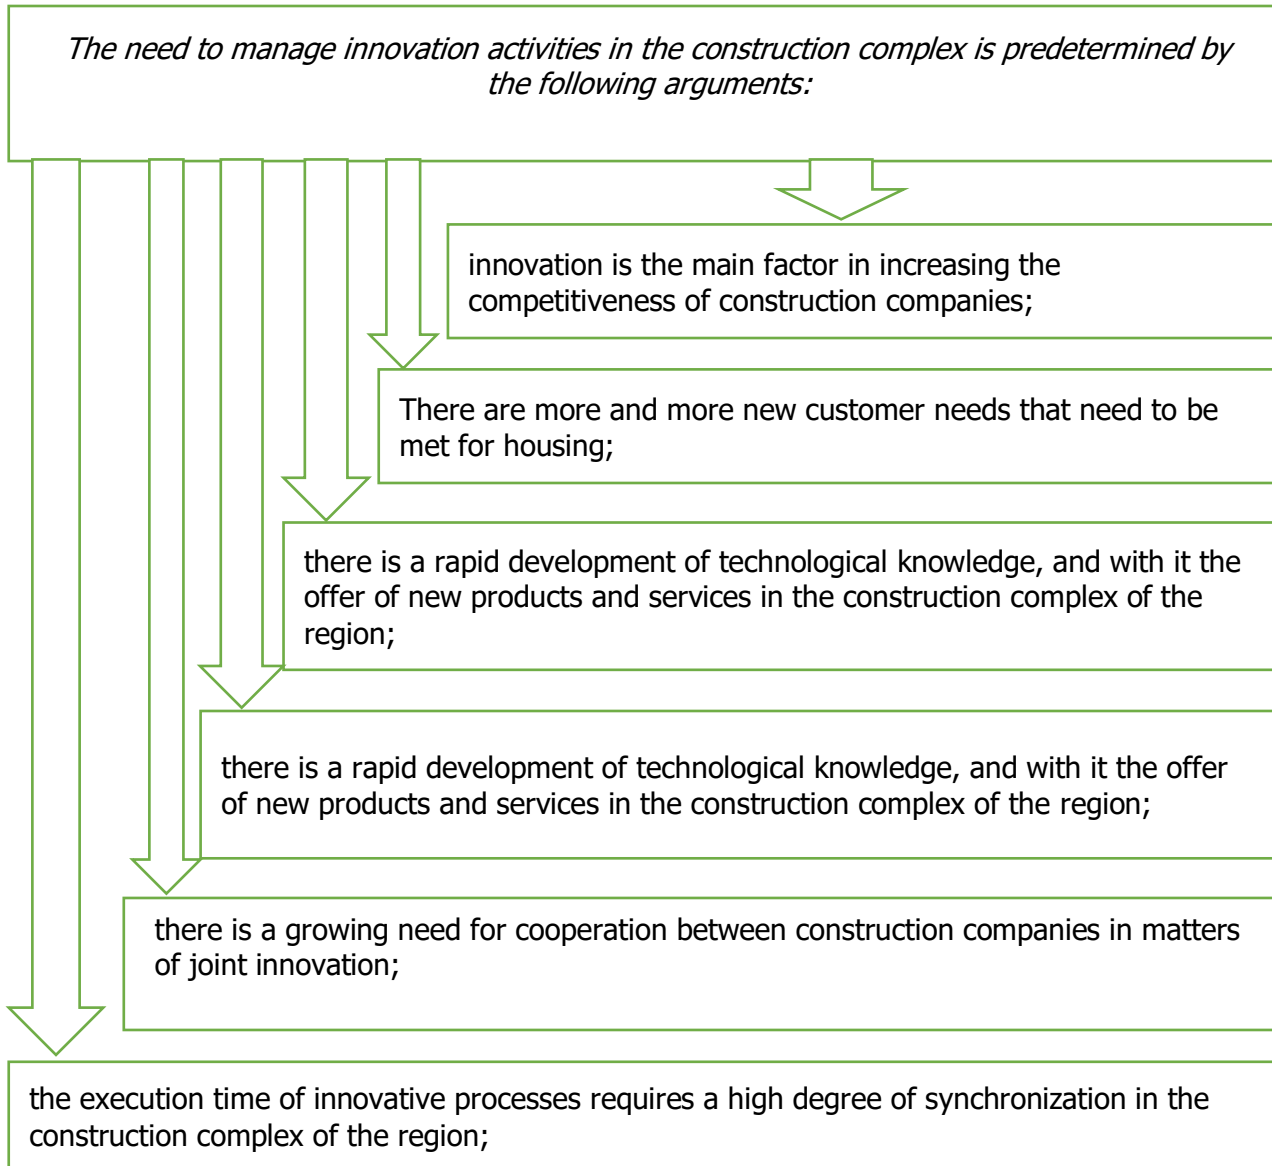 The need to manage innovation activities in the construction complex is predetermined by
the following arguments:
innovation is the main factor in increasing the
competitiveness of construction companies;
There are more and more new customer needs that need to be
met for housing;
there is a rapid development of technological knowledge, and with it the
offer of new products and services in the construction complex of the
region;
there is a rapid development of technological knowledge, and with it the offer
of new products and services in the construction complex of the region;
there is a growing need for cooperation between construction companies in matters
of joint innovation;
the execution time of innovative processes requires a high degree of synchronization in the
construction complex of the region;